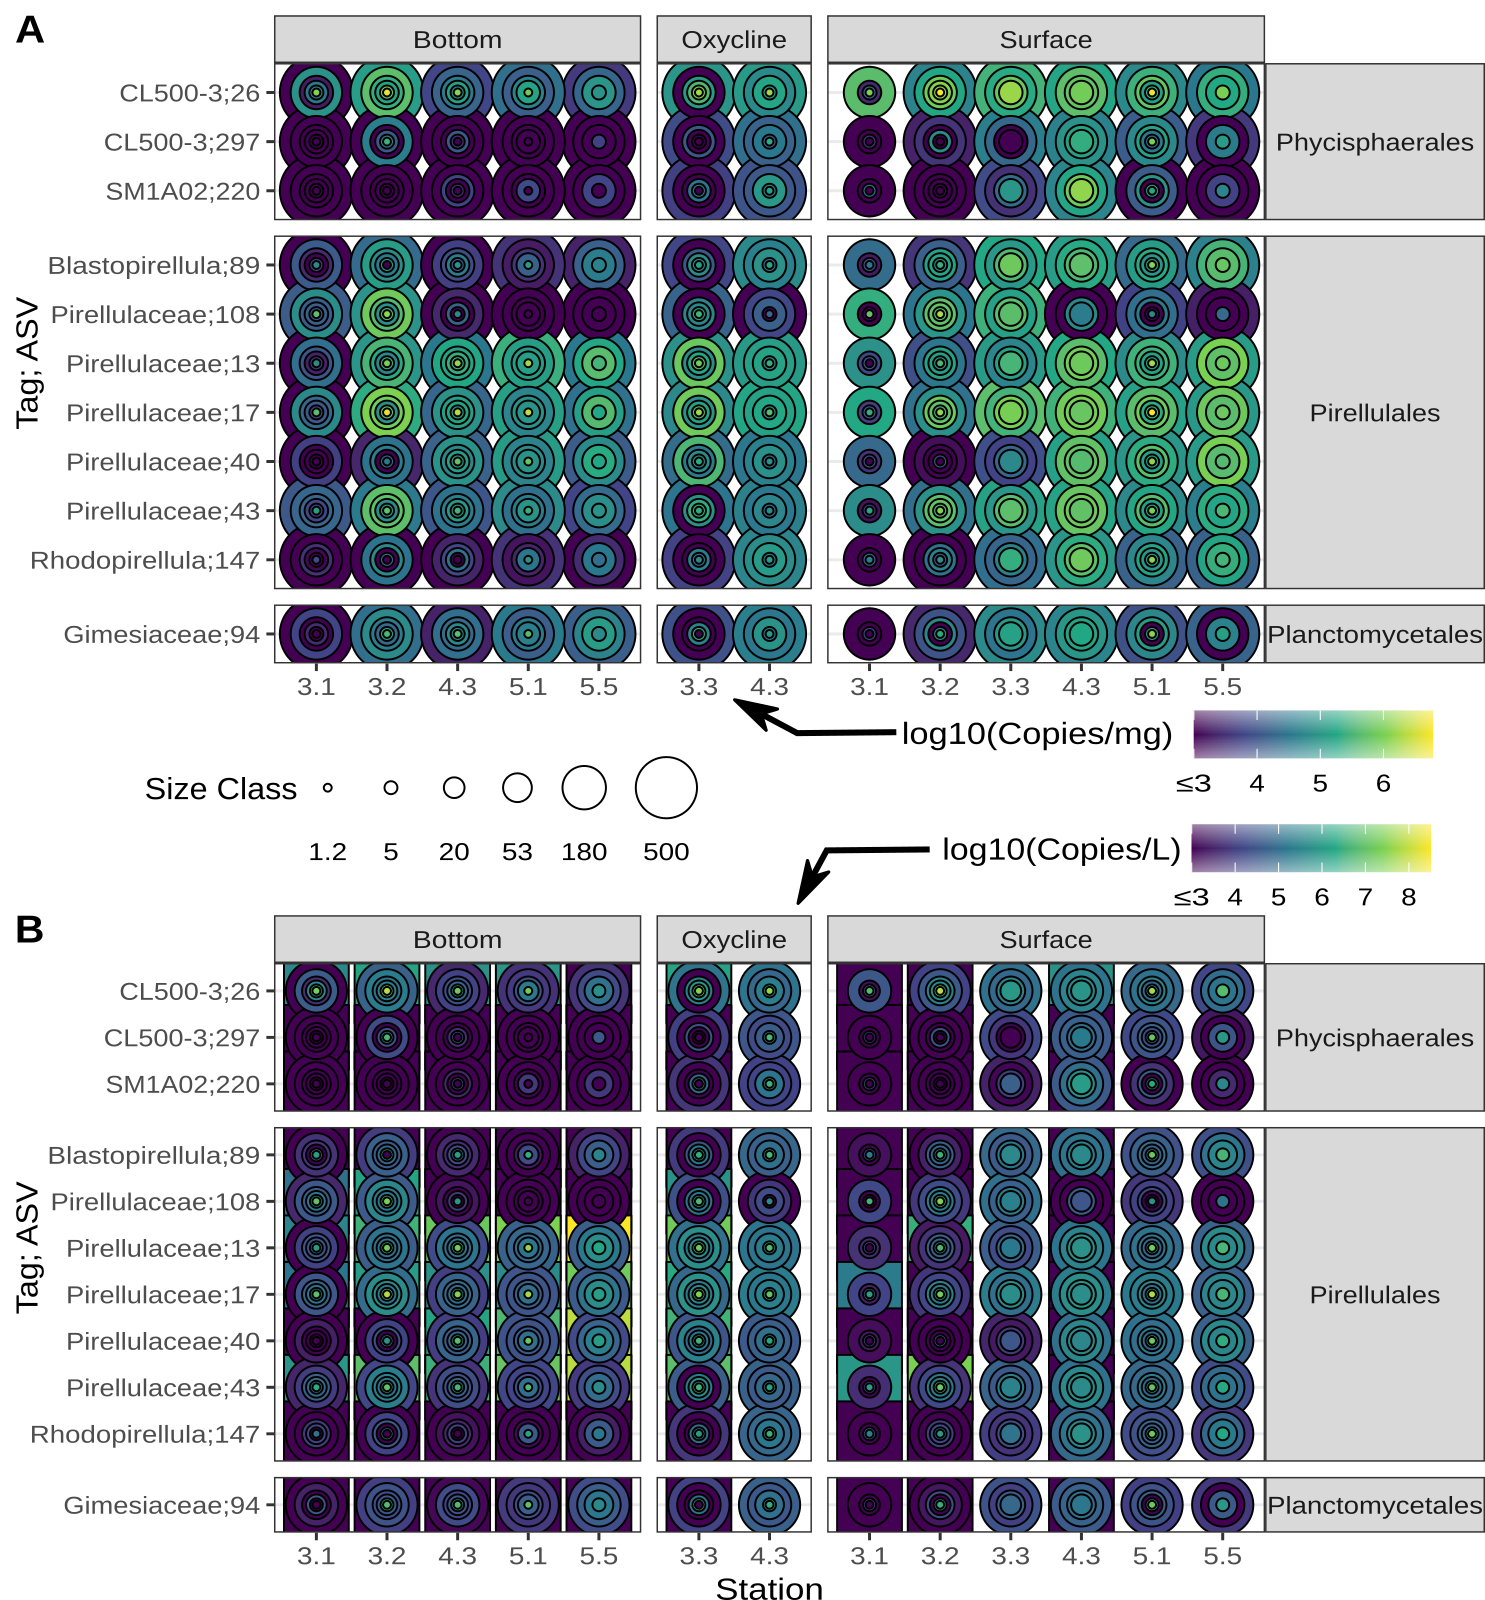 A
Bottom Oxycline Surface
CL500-3;26
CL500-3;297
SM1A02;220
Phycisphaerales
Tag; ASV
Blastopirellula;89
Pirellulaceae;108
Pirellulaceae;13
Pirellulaceae;17
Pirellulaceae;40
Pirellulaceae;43
Rhodopirellula;147
Pirellulales
Gimesiaceae;94
Planctomycetales
3.1 3.2 4.3 5.1 5.5 3.3 4.3 3.1 3.2 3.3 4.3 5.1 5.5
log10(Copies/mg)
≤3 4 5 6
Size Class
1.2 5 20 53 180 500
log10(Copies/L)
≤3 4 5 6 7 8
B
Bottom Oxycline Surface
CL500-3;26
CL500-3;297
SM1A02;220
Phycisphaerales
Tag; ASV
Blastopirellula;89
Pirellulaceae;108
Pirellulaceae;13
Pirellulaceae;17
Pirellulaceae;40
Pirellulaceae;43
Rhodopirellula;147
Pirellulales
Gimesiaceae;94
Planctomycetales
3.1 3.2 4.3 5.1 5.5 3.3 4.3 3.1 3.2 3.3 4.3 5.1 5.5
Station